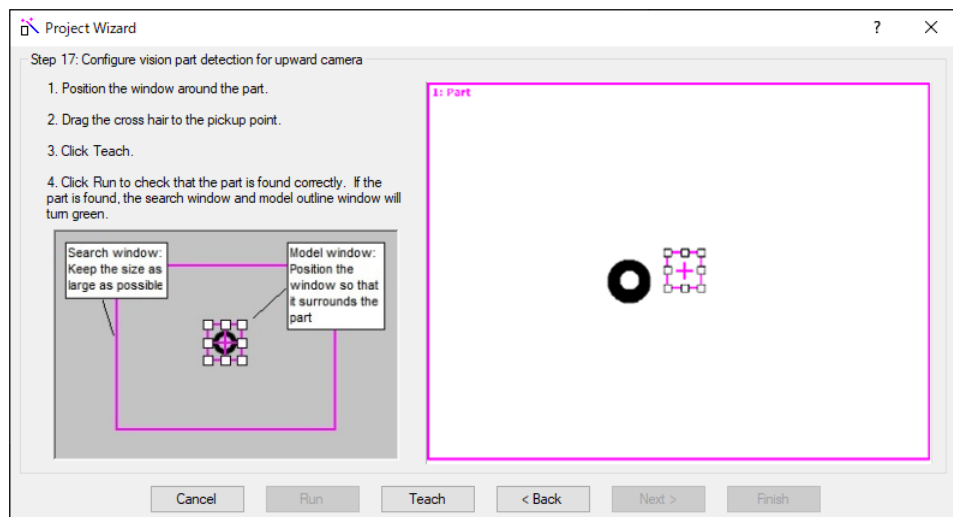 Project Wizard
?
Step 17: Configure vision part detection for upward camera
1. Position the window around the part.
2. Drag the cross hair to the pickup point.
3. Click Teach.
4. Click Run to check that the part is found correctly. If the
part is found, the search window and model outline window will
turn green.
Search window:
Keep the size as
large as possible
Model window:
Position the
window so that
it surrounds the
part
1: Part
Cancel
Run
Teach
< Back
Next >
Finish